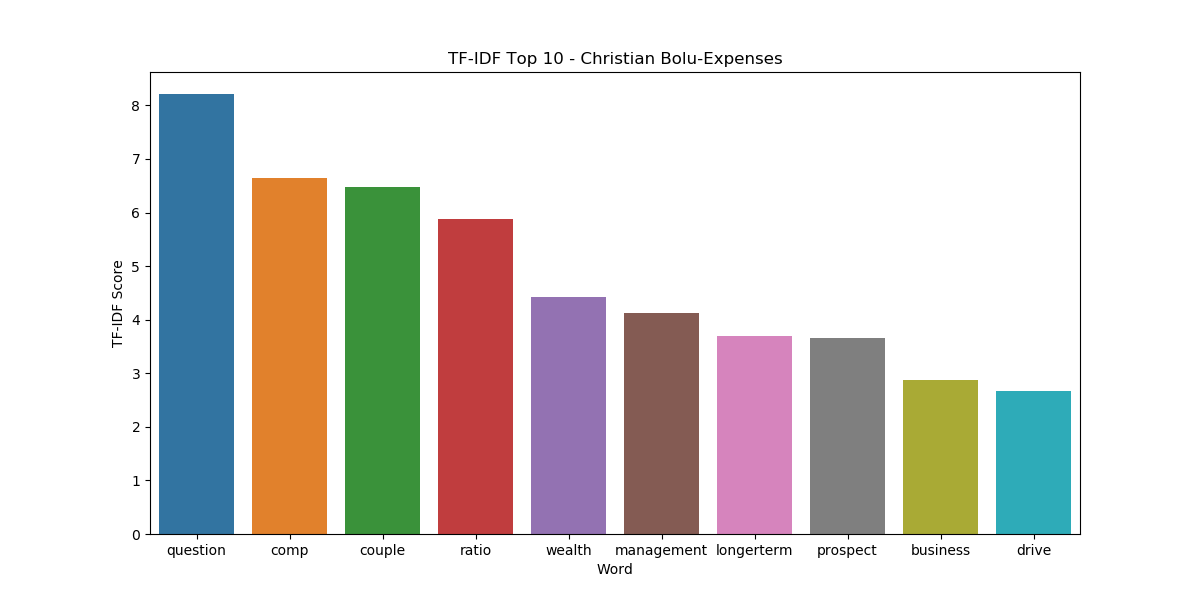 TF-IDF Top 10 - Christian Bolu-Expenses
TF-IDF Score
8
7
6
5
4
3
2
1
0
question comp couple ratio wealth management longerterm prospect business drive
Word